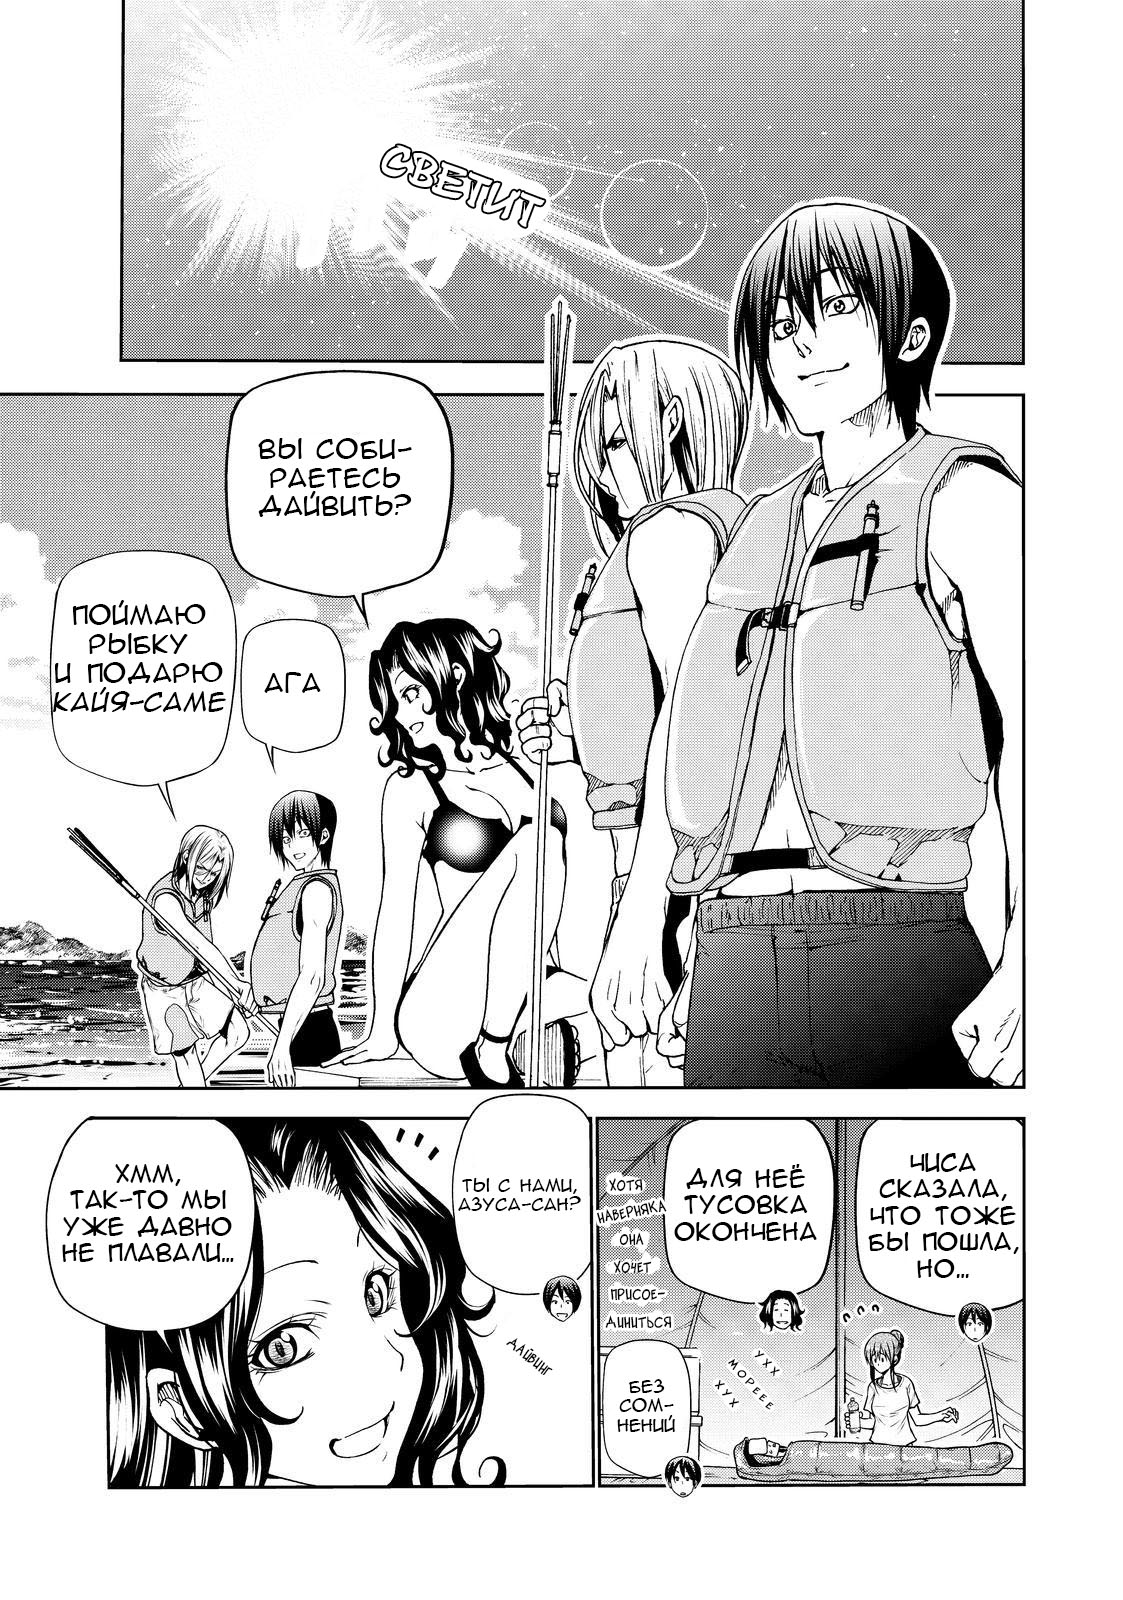 СВЕТИТ
ВЫ СОБИ-
РАЕТЕСЬ
ДАЙВИТЬ?
АГА
ПОЙМАЮ
РЫБКУ
И ПОДАРЮ
КАЙЯ-САМЕ
ЧИСА
СКАЗАЛА,
ЧТО ТОЖЕ
БЫ ПОШЛА,
НО...
ДЛЯ НЕЁ
ТУСОВКА
ОКОНЧЕНА
ХОТЯ
НАВЕРНЯКА
ОНА
ХОЧЕТ
ПРИСОЕ-
ДИНИТЬСЯ
УХХ
МОРЕЕЕ
ХУХ
БЕЗ
СОМ-
НЕНИЙ
ТЫ С НАМИ,
АЗУСА-САН?
ДАЙВИНГ
ХММ,
ТАК-ТО МЫ
УЖЕ ДАВНО
НЕ ПЛАВАЛИ...